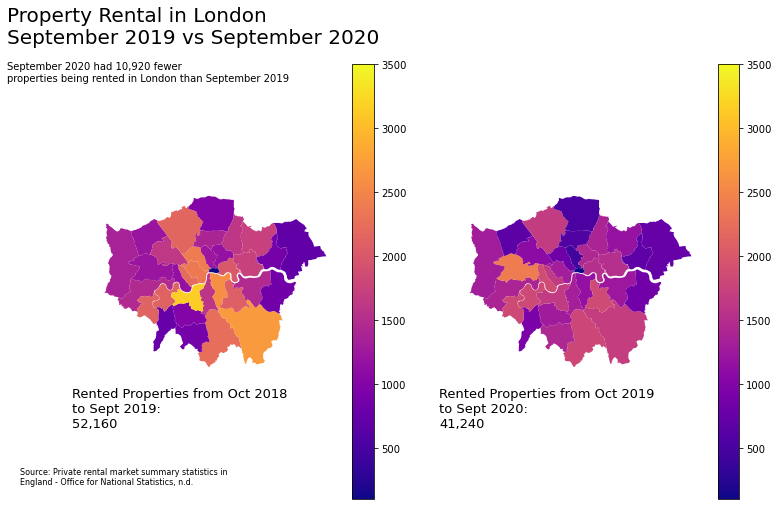 Property Rental in London
September 2019 vs September 2020
September 2020 had 10,920 fewer
properties being rented in London than September 2019
3500
3000
2500
2000
1500
1000
500
3500
3000
2500
2000
1500
1000
500
Rented Properties from Oct 2018
to Sept 2019:
52,160
Rented Properties from Oct 2019
to Sept 2020:
41,240
Source: Private rental market summary statistics in
England - Office for National Statistics, n.d.